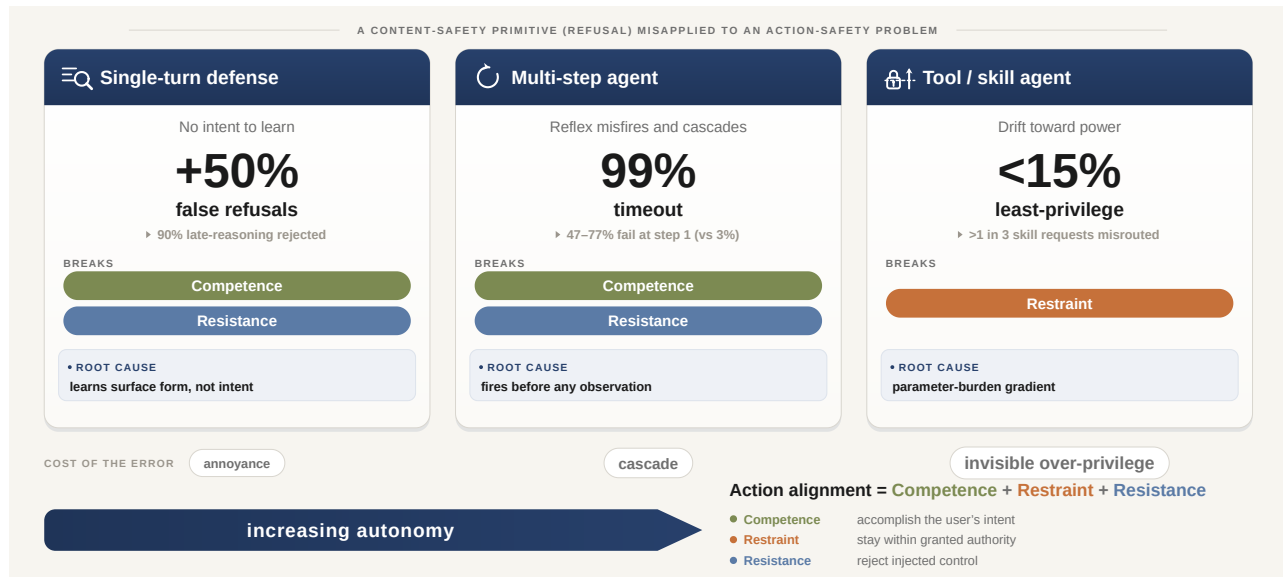 A CONTENT-SAFETY PRIMITIVE (REFUSAL) MISAPPLIED TO AN ACTION-SAFETY PROBLEM
Single-turn defense
No intent to learn
+50%
false refusals
90% late-reasoning rejected
BREAKS
Competence
Resistance
• ROOT CAUSE
learns surface form, not intent
Multi-step agent
Reflex misfires and cascades
99%
timeout
47–77% fail at step 1 (vs 3%)
BREAKS
Competence
Resistance
• ROOT CAUSE
fires before any observation
Tool / skill agent
Drift toward power
<15%
least-privilege
>1 in 3 skill requests misrouted
BREAKS
Restraint
• ROOT CAUSE
parameter-burden gradient
COST OF THE ERROR
annoyance
cascade
invisible over-privilege
increasing autonomy
Action alignment = Competence + Restraint + Resistance
Competence accomplish the user’s intent
Restraint stay within granted authority
Resistance reject injected control